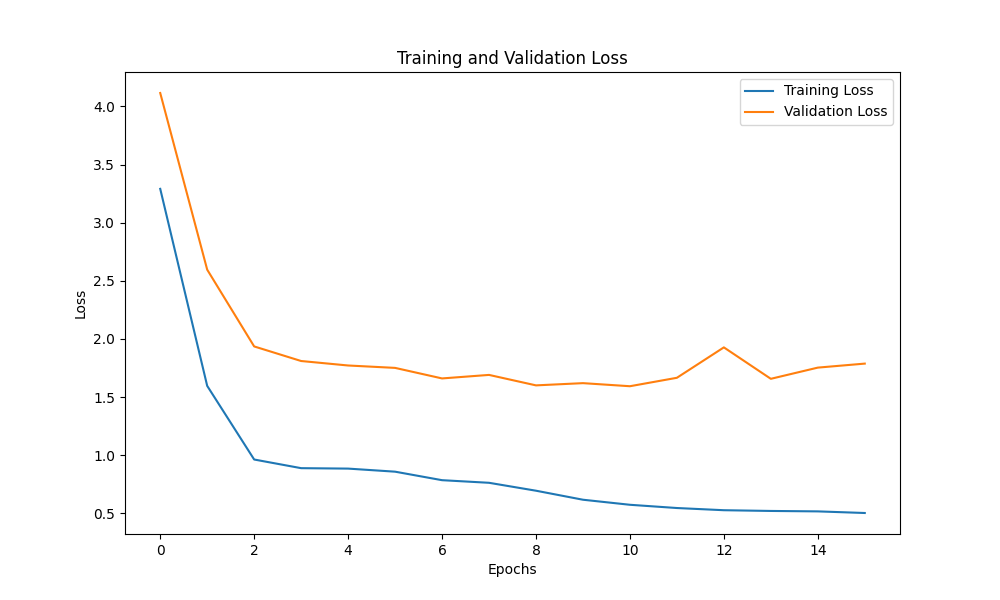 Training and Validation Loss
Training Loss
Validation Loss
4.0
3.5
3.0
2.5
2.0
1.5
1.0
0.5
Loss
0 2 4 6 8 10 12 14
Epochs